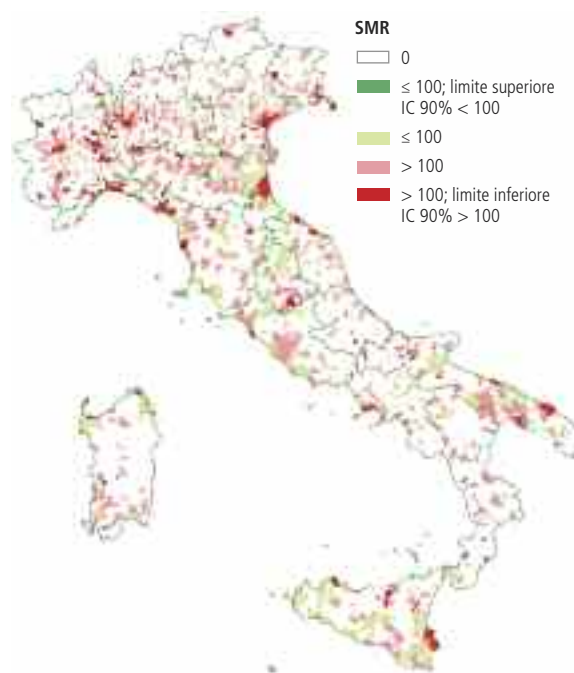 SMR
0
≤ 100; limite superiore
IC 90% < 100
≤ 100
> 100
> 100; limite inferiore
IC 90% > 100